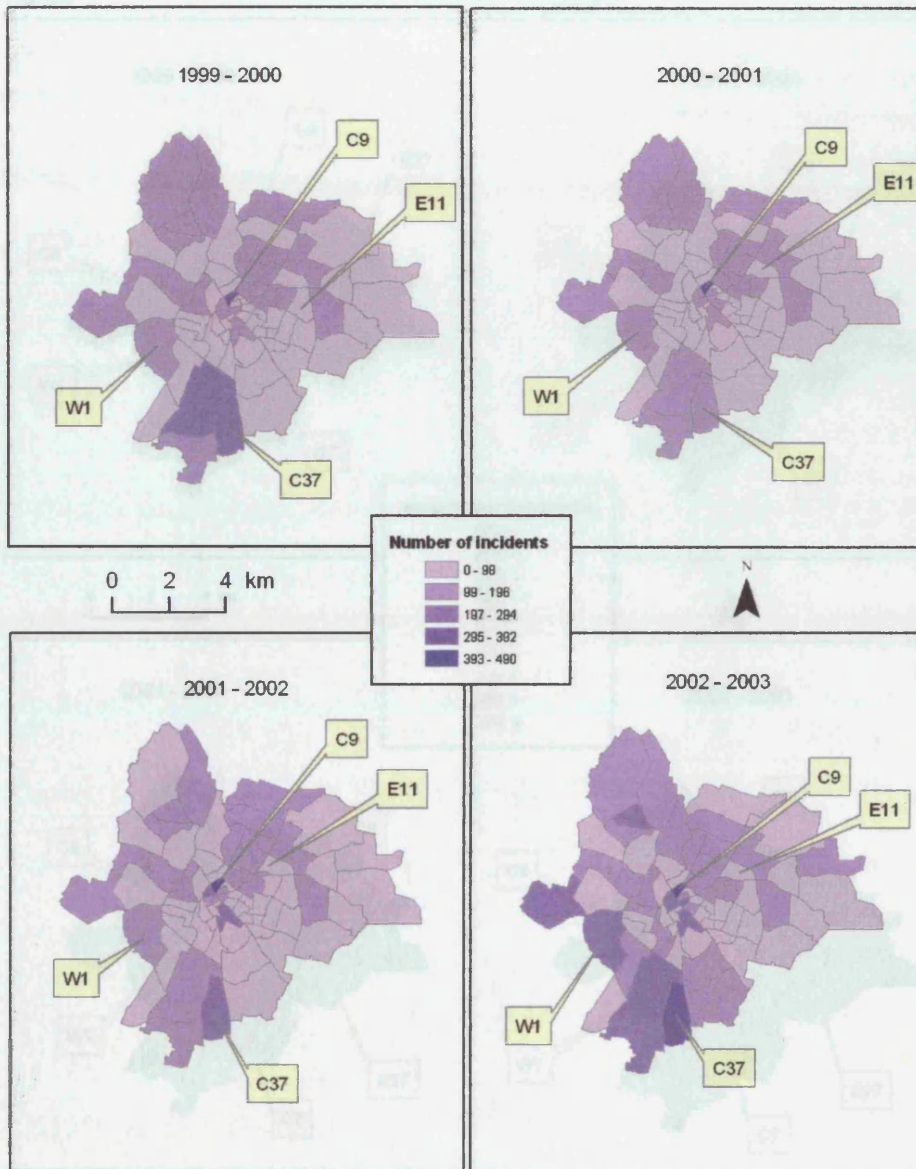 1999 - 2000
C9
E11
W1
C37
2000 - 2001
C9
E11
W1
C37
Number of incidents
0 - 98
99 - 196
197 - 294
295 - 392
393 - 490
0 2 4 km
N
2001 - 2002
C9
E11
W1
C37
2002 - 2003
C9
E11
W1
C37